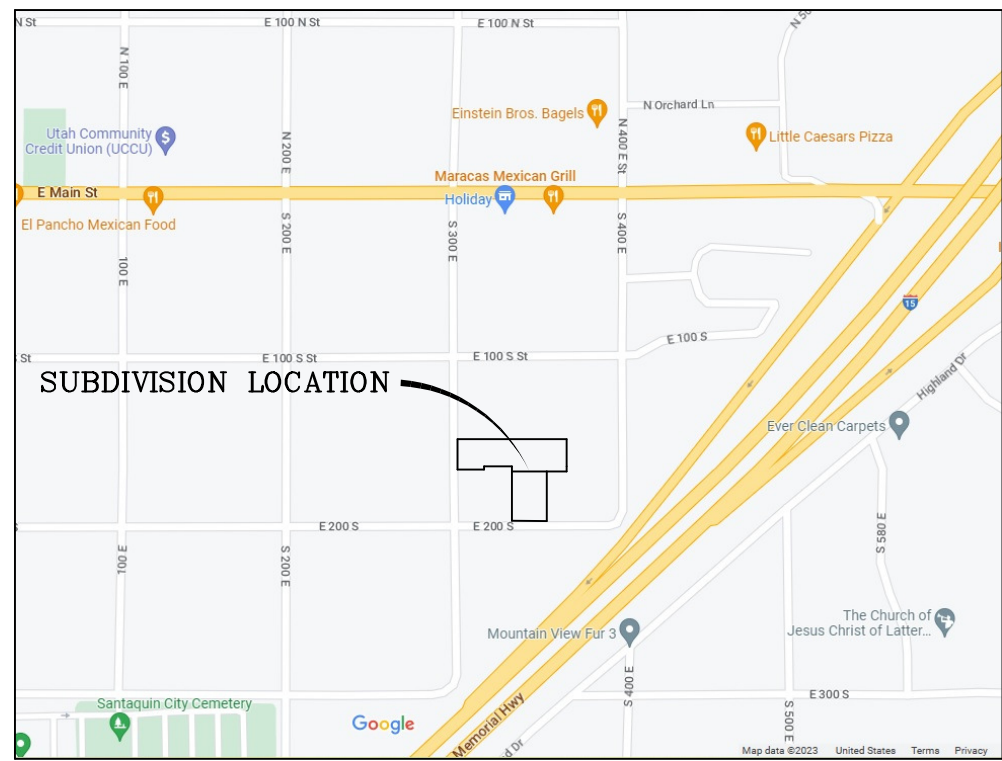 N St
E 100 N St
E 100 N St
N 50
N 100 E
Einstein Bros. Bagels
N Orchard Ln
Utah Community
Credit Union (UCCU)
$
N 200 E
N 400 E St
Little Caesars Pizza
Maracas Mexican Grill
E Main St
Holiday
El Pancho Mexican Food
S 200 E
S 300 E
S 400 E
100 E
15
St
E 100 S St
E 100 S St
E 100 S
SUBDIVISION LOCATION
Highland Dr
Ever Clean Carpets
E 200 S
E 200 S
S 580 E
100 E
S 200 E
The Church of
Jesus Christ of Latter...
Mountain View Fur 3
S 400 E
E 300 S
S 500 E
Santaquin City Cemetery
Memorial Hwy
Google
d Dr
Map data ©2023 United States Terms Privacy